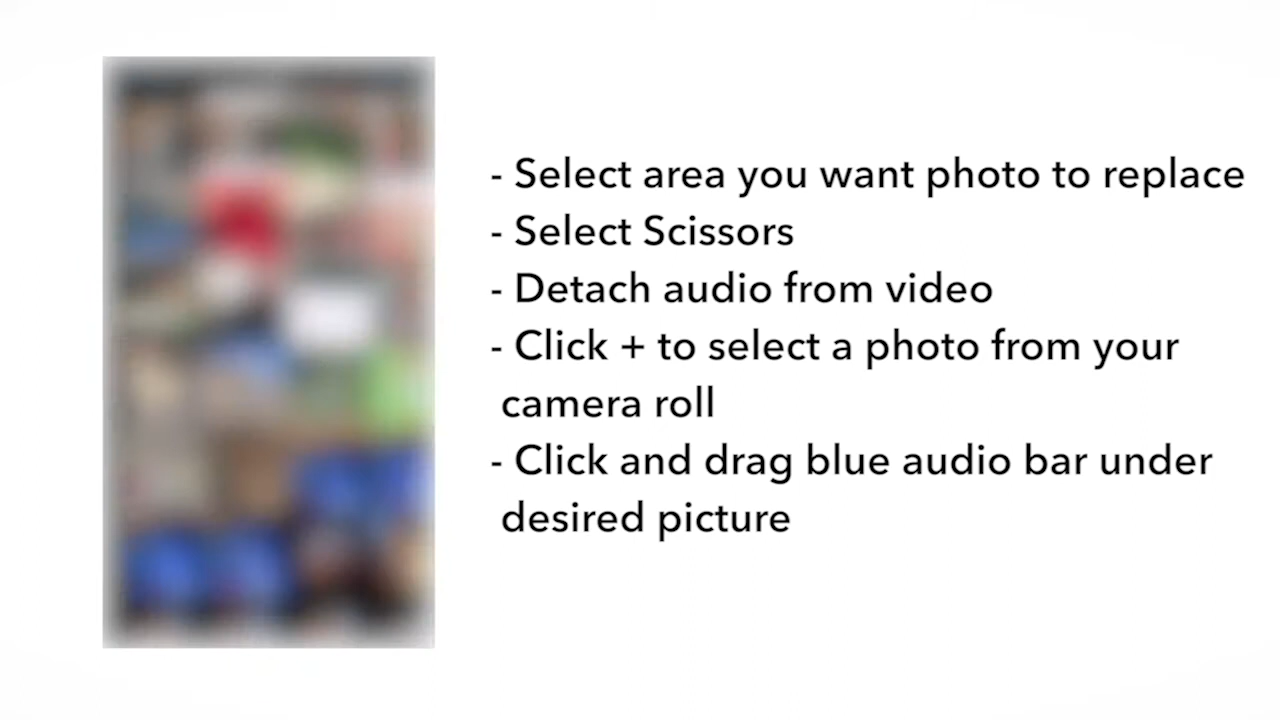 - Select area you want photo to replace
- Select Scissors
- Detach audio from video
- Click + to select a photo from your
camera roll
- Click and drag blue audio bar under
desired picture